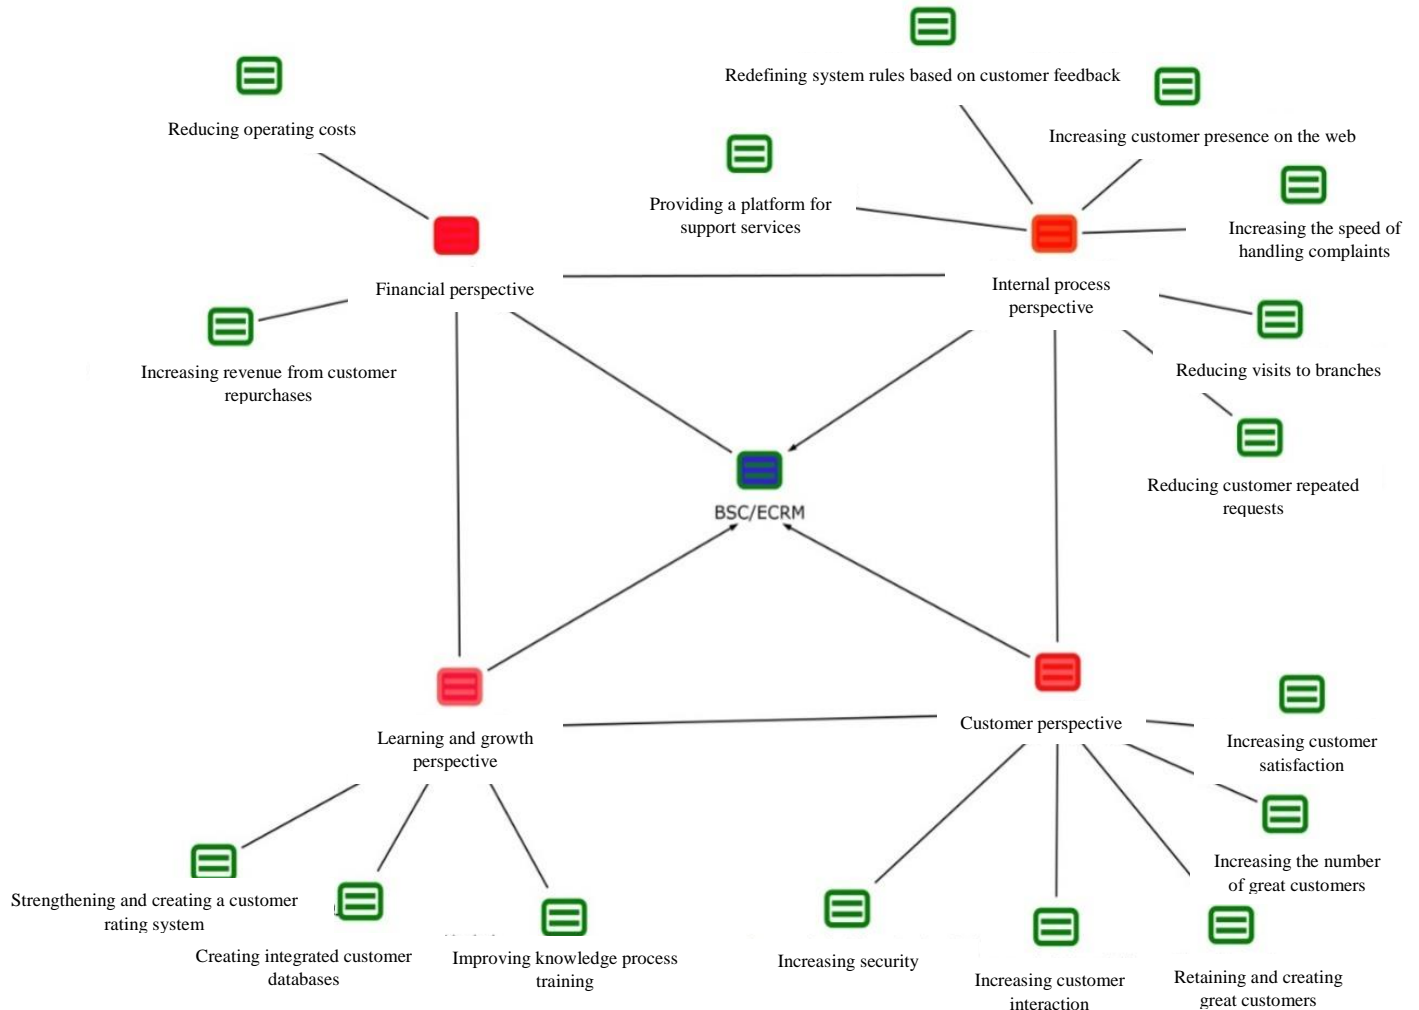 Redefining system rules based on customer feedback
Reducing operating costs
Increasing customer presence on the web
Providing a platform for
support services
Increasing the speed of
handling complaints
Financial perspective
Internal process
perspective
Increasing revenue from customer
repurchases
Reducing visits to branches
Reducing customer repeated
requests
BSC/ECRM
Learning and growth
perspective
Customer perspective
Increasing customer
satisfaction
Increasing the number
of great customers
Strengthening and creating a customer
rating system
Creating integrated customer
databases
Improving knowledge process
training
Increasing security
Increasing customer
interaction
Retaining and creating
great customers